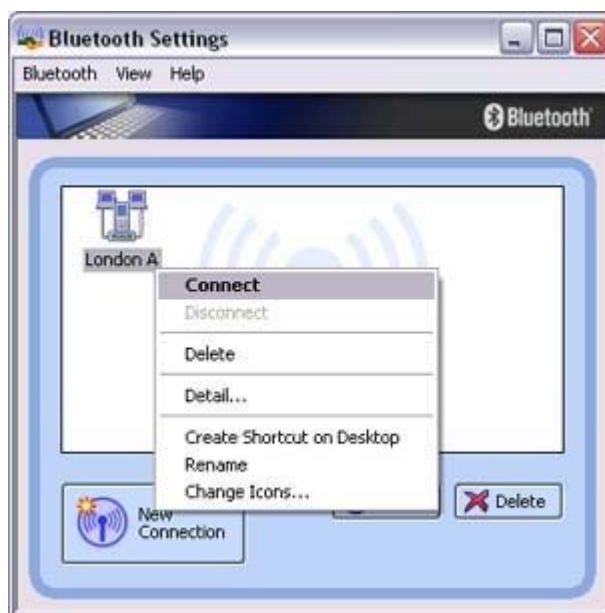 Bluetooth Settings
Bluetooth View Help
Bluetooth
London A
Connect
Disconnect
Delete
Detail...
Create Shortcut on Desktop
Rename
Change Icons...
New
Connection
Delete